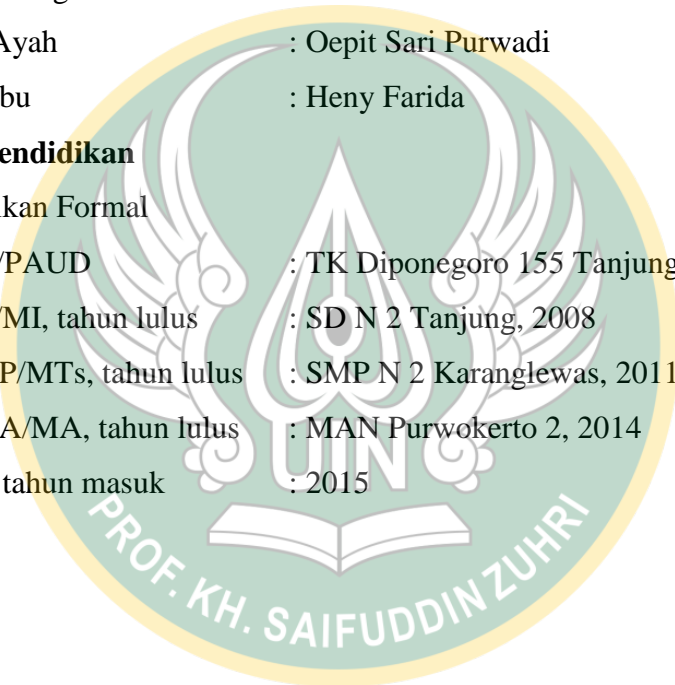 Ayah : Oepit Sari Purwadi
bu : Heny Farida
endidikan
kan Formal
/PAUD : TK Diponegoro 155 Tanjung
/MI, tahun lulus : SD N 2 Tanjung, 2008
P/MTs, tahun lulus : SMP N 2 Karanglewas, 2011
A/MA, tahun lulus : MAN Purwokerto 2, 2014
tahun masuk : 2015
UIN
PROF. KH. SAIFUDDIN ZUHRI